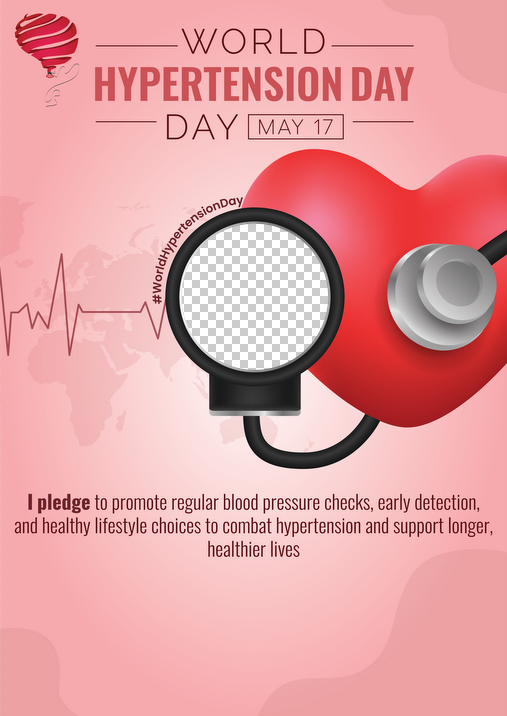 WORLD
HYPERTENSION DAY
DAY MAY 17
#WorldHypertensionDay
I pledge to promote regular blood pressure checks, early detection,
and healthy lifestyle choices to combat hypertension and support longer,
healthier lives